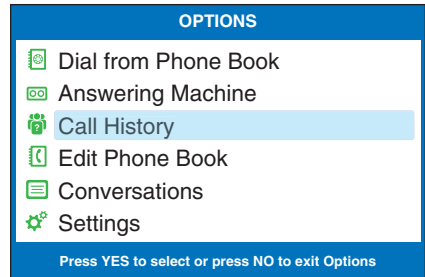 OPTIONS
Dial from Phone Book
Answering Machine
Call History
Edit Phone Book
Conversations
Settings
Press YES to select or press NO to exit Options